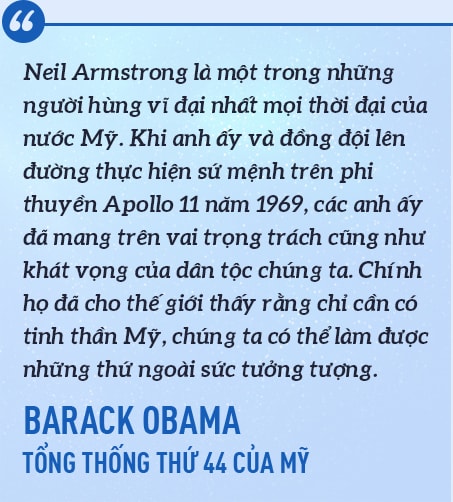 “
Neil Armstrong là một trong những
người hùng vĩ đại nhất mọi thời đại của
nước Mỹ. Khi anh ấy và đồng đội lên
đường thực hiện sứ mệnh trên phi
thuyền Apollo 11 năm 1969, các anh ấy
đã mang trên vai trọng trách cũng như
khát vọng của dân tộc chúng ta. Chính
họ đã cho thế giới thấy rằng chỉ cần có
tinh thần Mỹ, chúng ta có thể làm được
những thứ ngoài sức tưởng tượng.
BARACK OBAMA
TỔNG THỐNG THỨ 44 CỦA MỸ